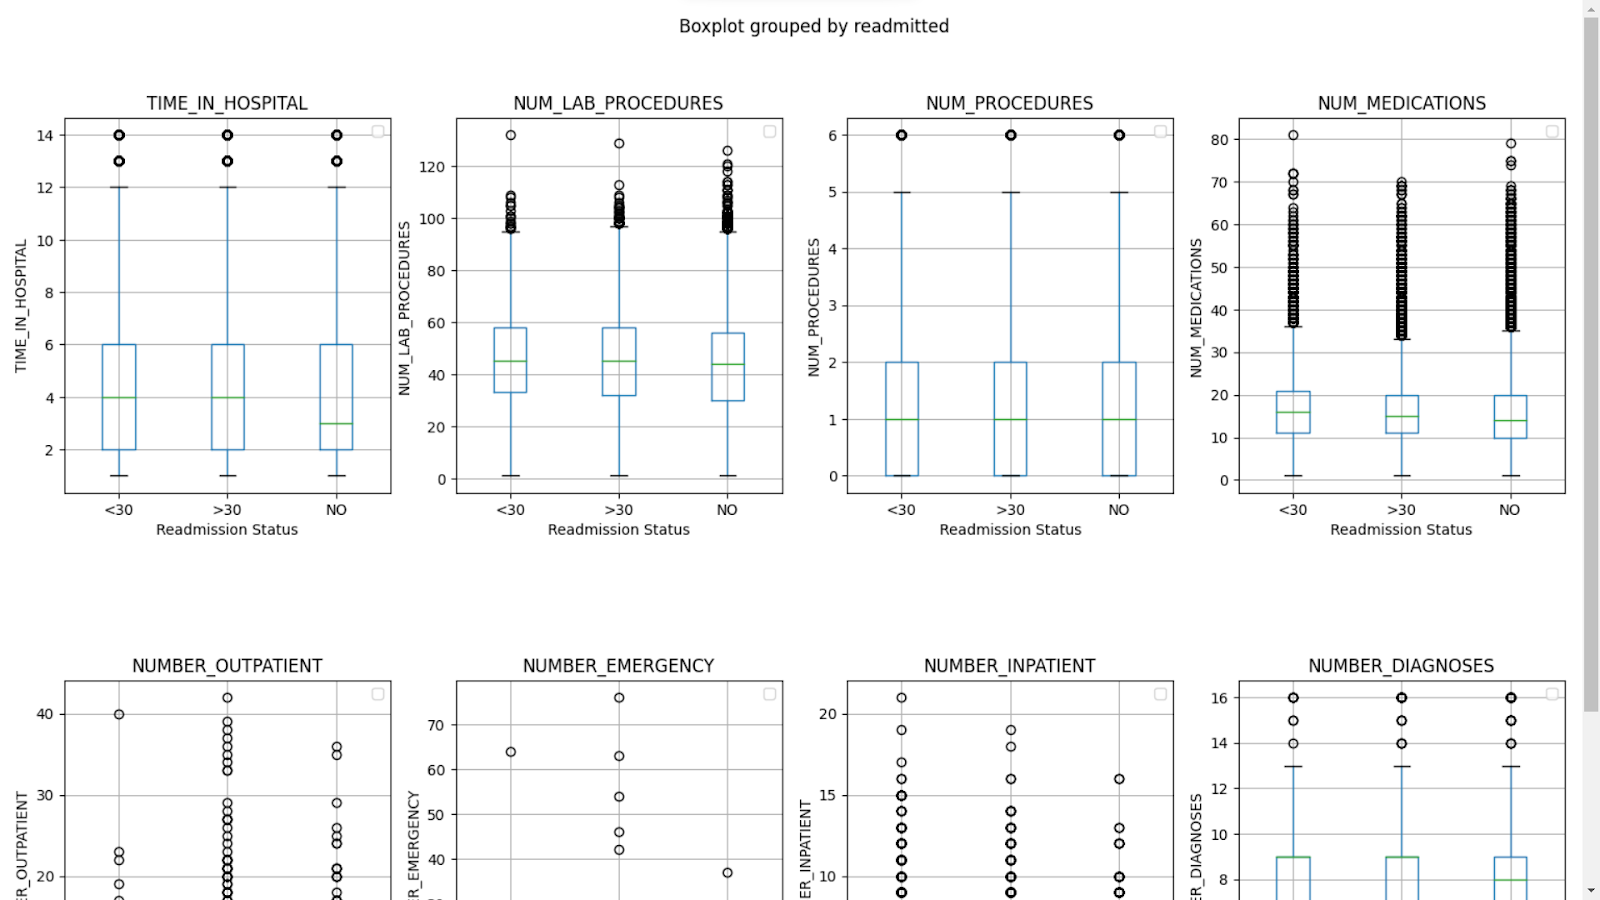 Boxplot grouped by readmitted
TIME_IN_HOSPITAL
14
12
10
8
6
4
2
TIME_IN_HOSPITAL
<30
>30
NO
Readmission Status
NUM_LAB_PROCEDURES
120
100
80
60
40
20
0
NUM_LAB_PROCEDURES
<30
>30
NO
Readmission Status
NUM_PROCEDURES
6
5
4
3
2
1
0
NUM_PROCEDURES
<30
>30
NO
Readmission Status
NUM_MEDICATIONS
80
70
60
50
40
30
20
10
0
NUM_MEDICATIONS
<30
>30
NO
Readmission Status
NUMBER_OUTPATIENT
40
30
20
ER_OUTPATIENT
NUMBER_EMERGENCY
70
60
50
40
ER_EMERGENCY
NUMBER_INPATIENT
20
15
10
ER_INPATIENT
NUMBER_DIAGNOSES
16
14
12
10
8
ER_DIAGNOSES